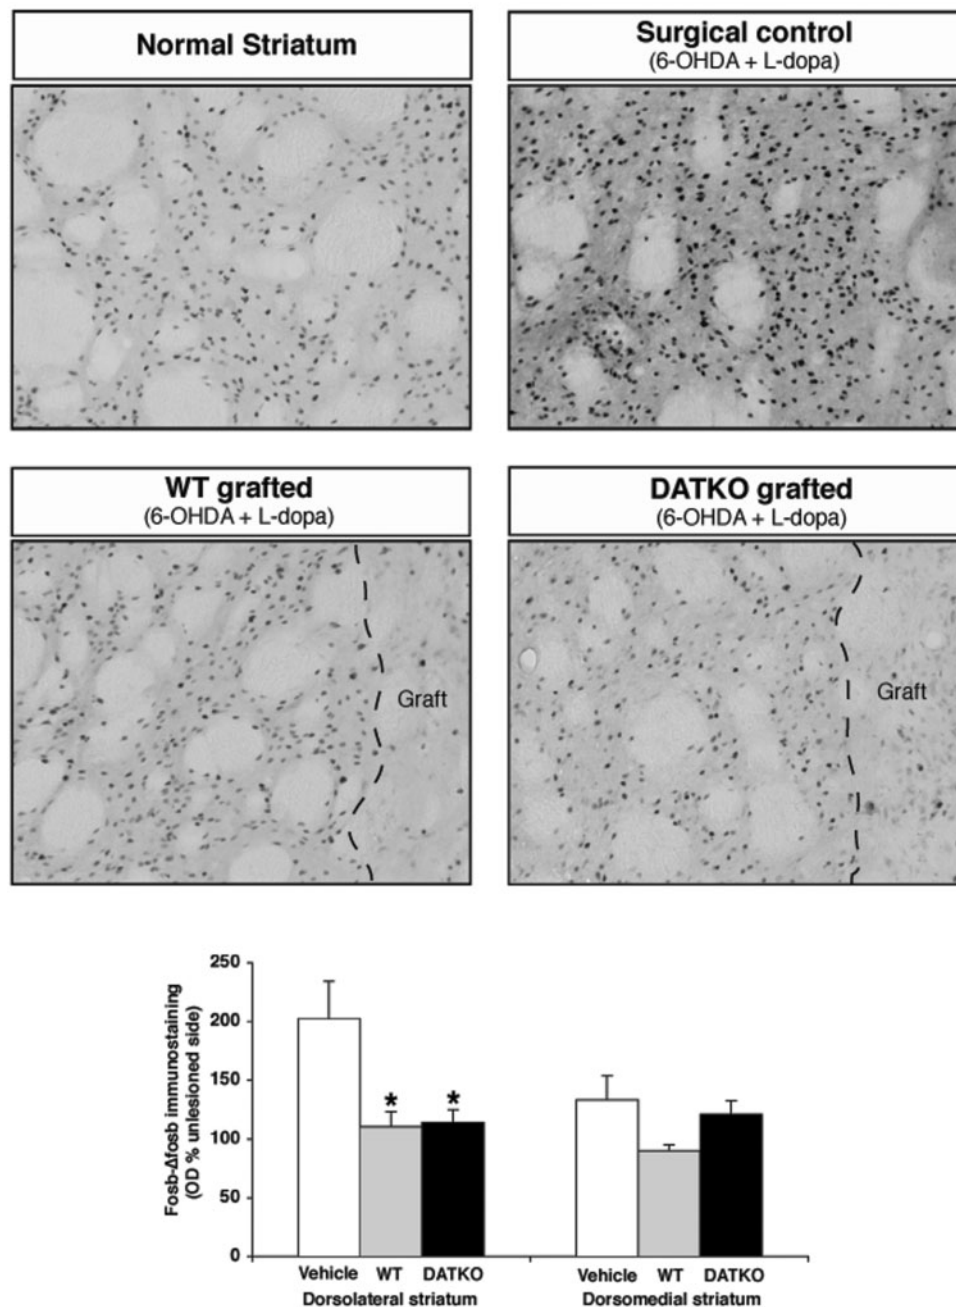 Normal Striatum
Surgical control
(6-OHDA + L-dopa)
WT grafted
(6-OHDA + L-dopa)
DATKO grafted
(6-OHDA + L-dopa)
Graft
Graft
Fosb-Δfosb immunostaining
(OD % unlesioned side)
250
200
150
100
50
0
* *
Vehicle WT DATKO
Dorsolateral striatum
Vehicle WT DATKO
Dorsomedial striatum